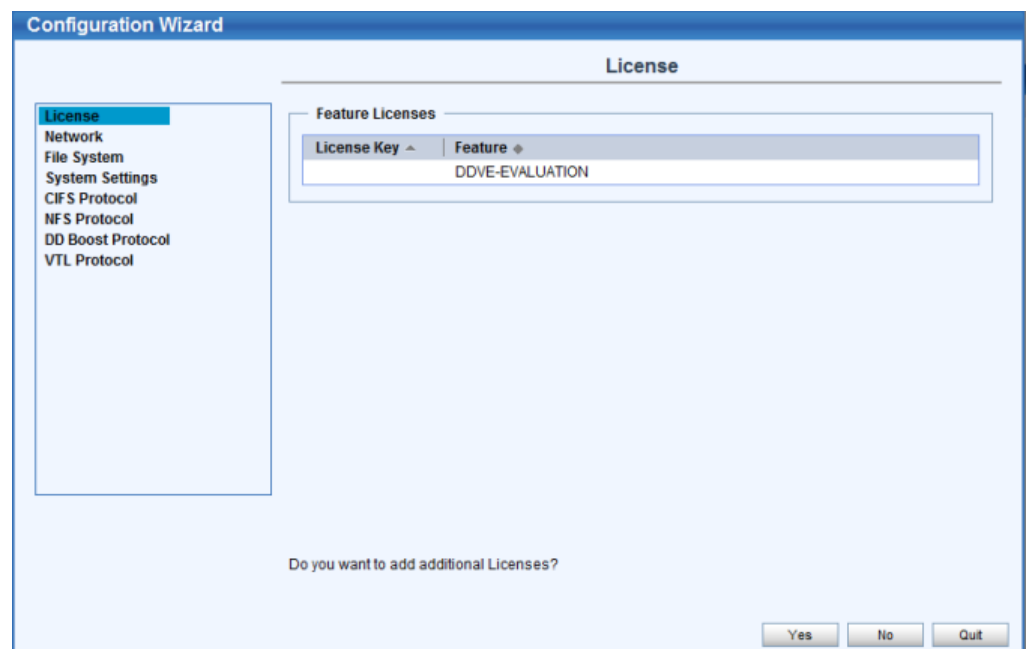 Configuration Wizard
License
License
Network
File System
System Settings
CIFS Protocol
NFS Protocol
DD Boost Protocol
VTL Protocol
Feature Licenses
License Key Feature
DDVE-EVALUATION
Do you want to add additional Licenses?
Yes No Quit